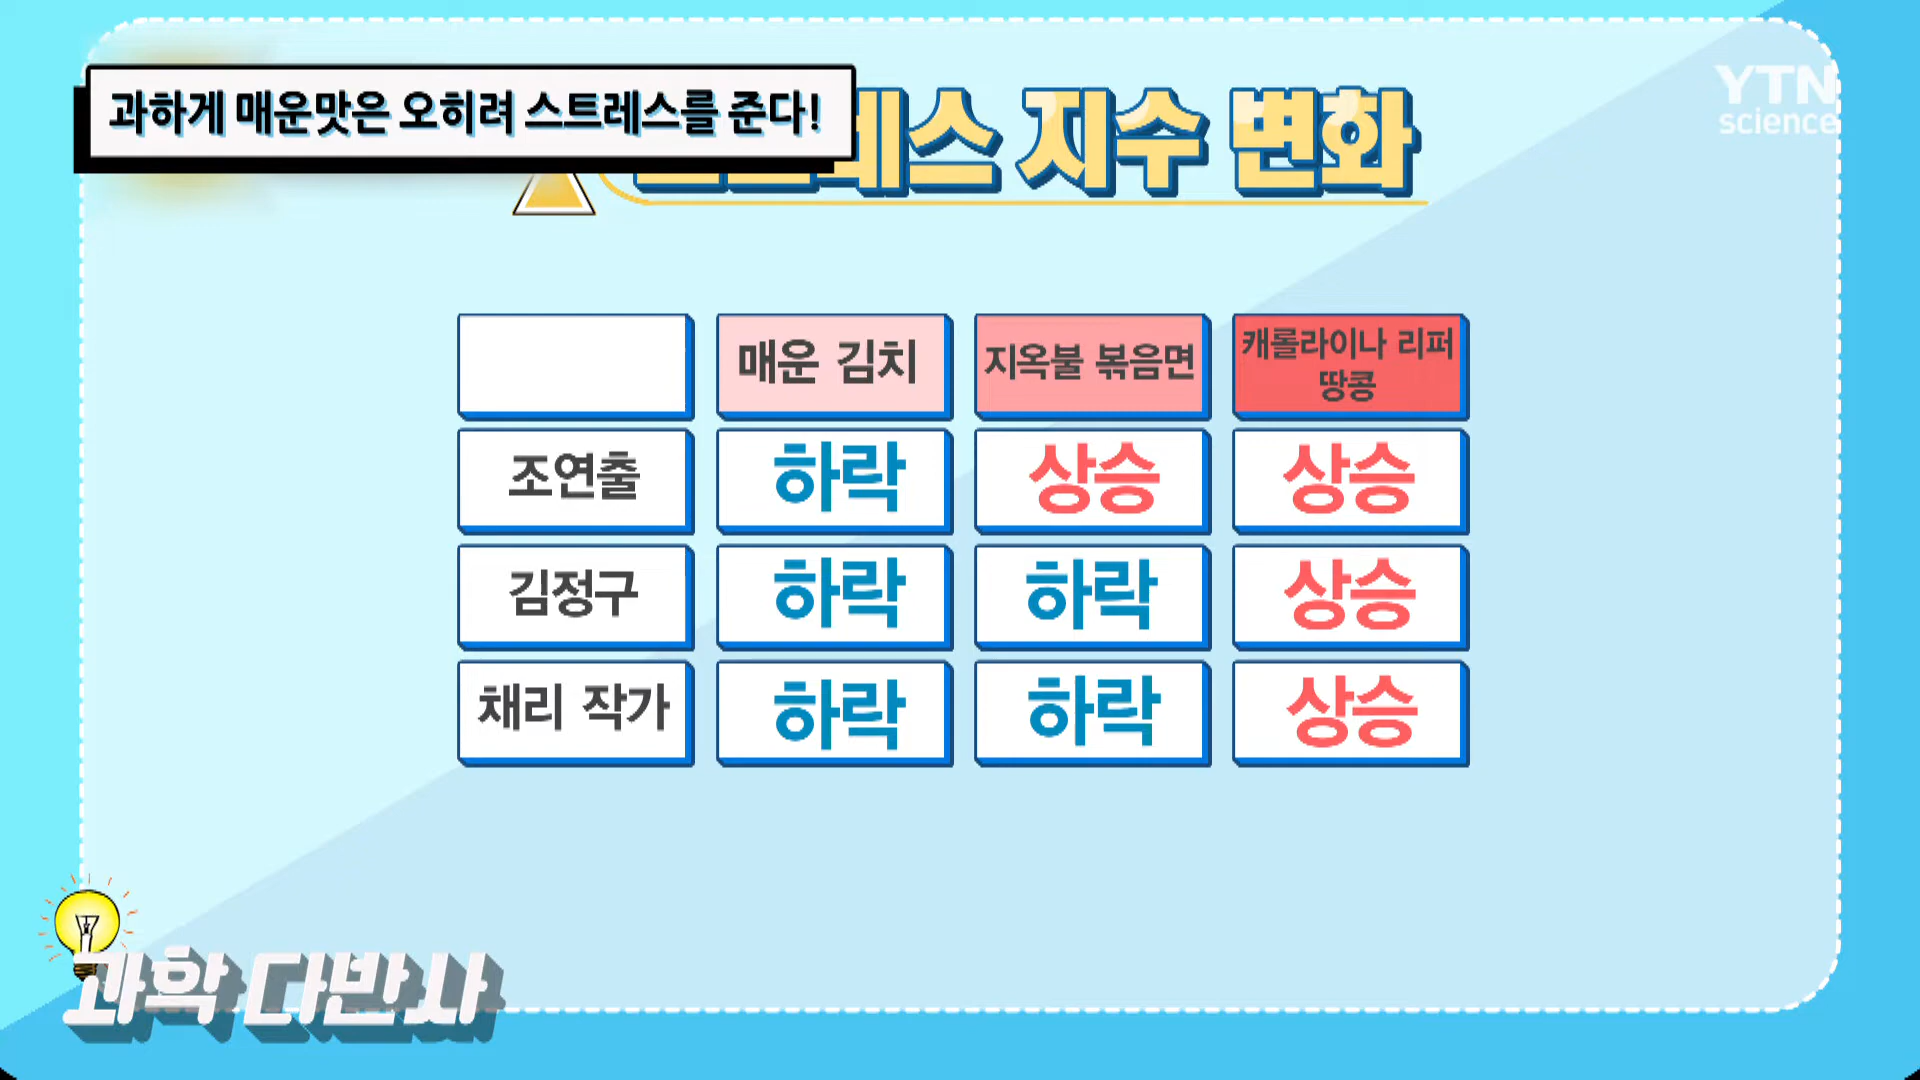 과하게 매운맛은 오히려 스트레스를 준다!
지수 변화
YTN
science
매운 김치
지옥불 볶음면
캐롤라이나 리퍼
땅콩
조연출
하락
상승
상승
김정구
하락
하락
상승
채리 작가
하락
하락
상승
과학 다반사